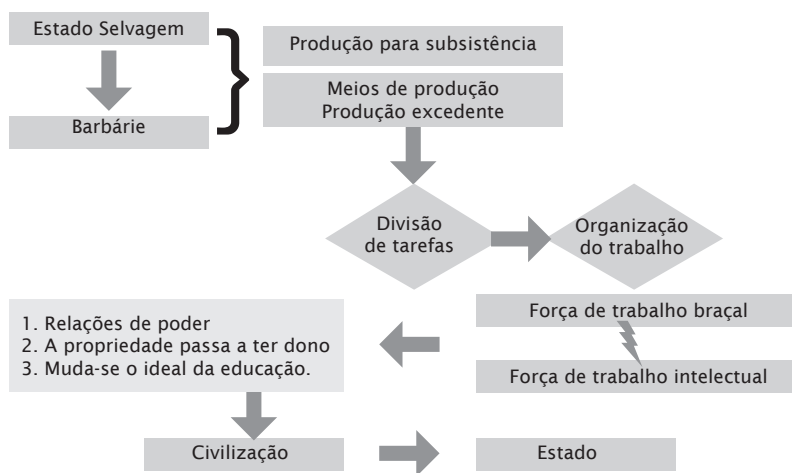 Estado Selvagem
Barbárie
Produção para subsistência
Meios de produção
Produção excedente
Divisão
de tarefas
Organização
do trabalho
Força de trabalho braçal
Força de trabalho intelectual
1. Relações de poder
2. A propriedade passa a ter dono
3. Muda-se o ideal da educação.
Civilização
Estado